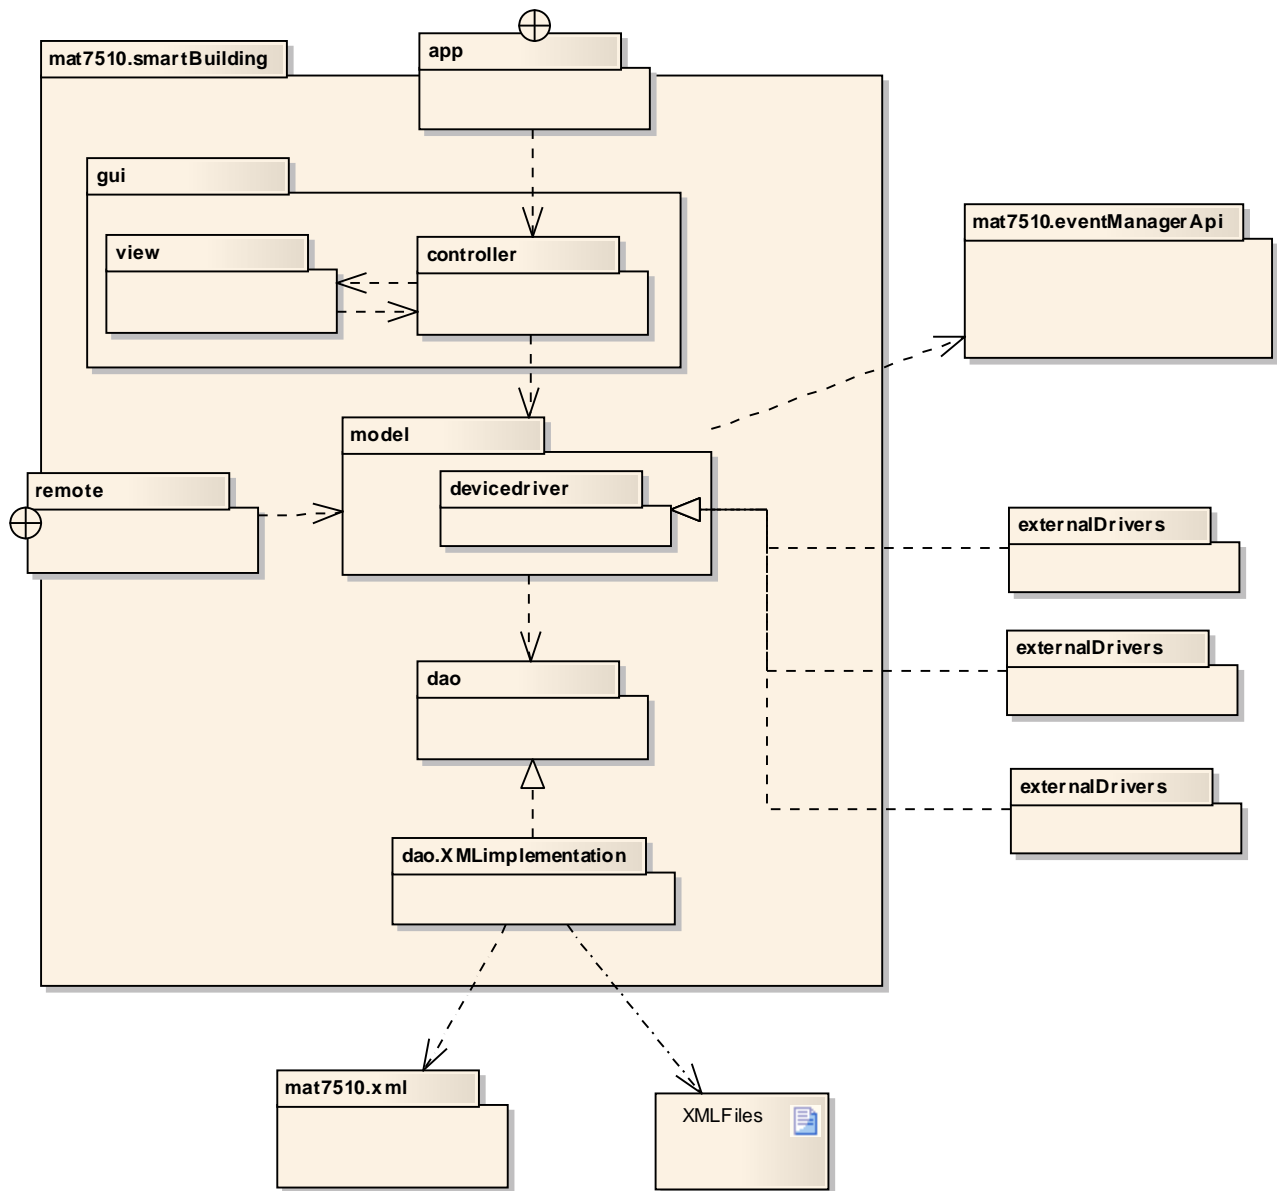 app
mat7510.smartBuilding
gui
mat7510.eventManagerApi
view
controller
model
remote
devicedriver
externalDrivers
externalDrivers
dao
externalDrivers
dao.XMLimplementation
mat7510.xml
XMLFiles